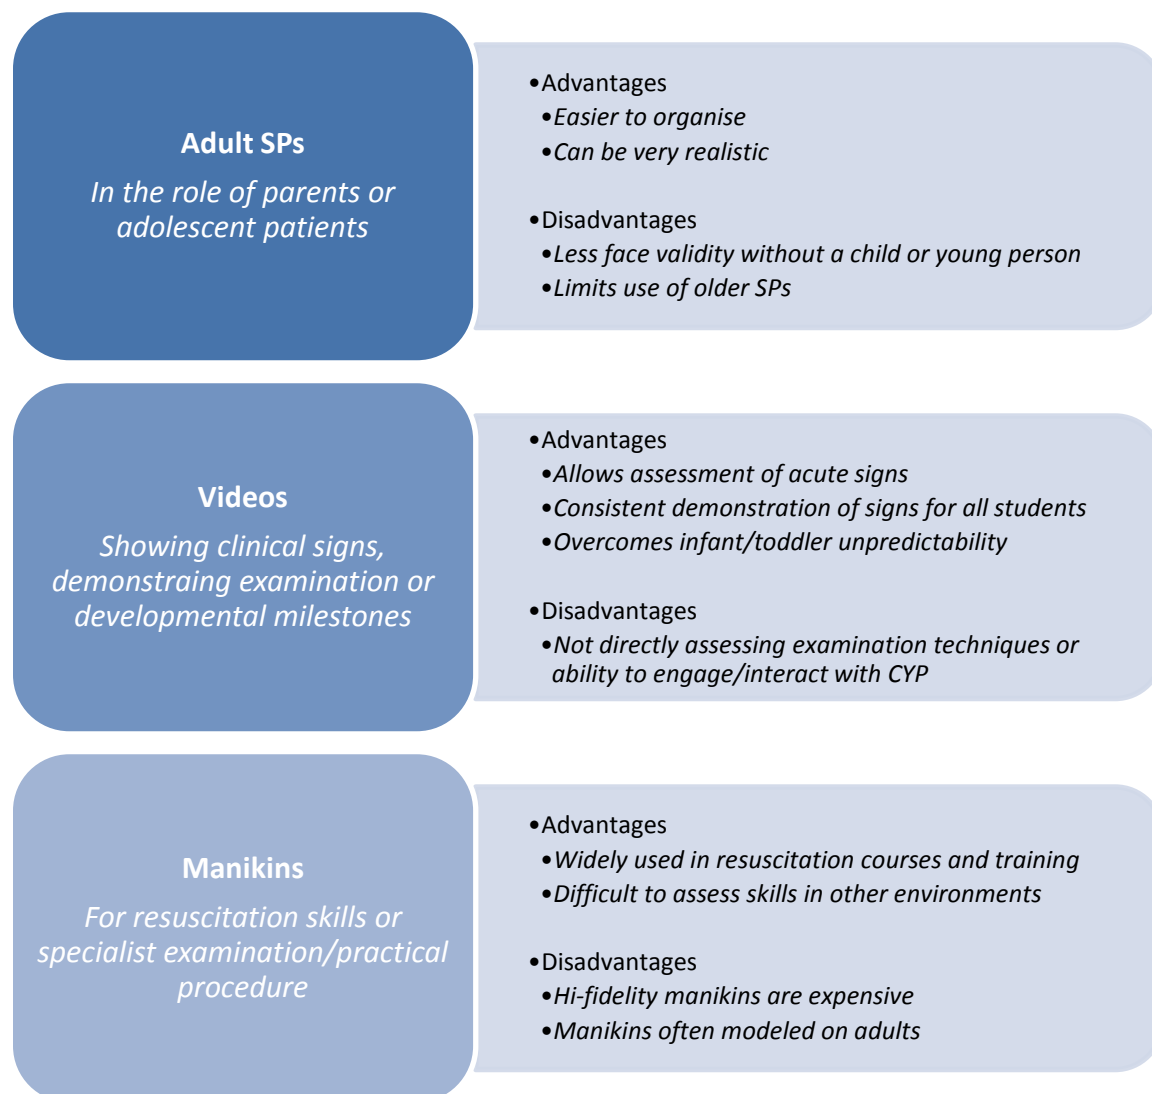 Adult SPs
In the role of parents or
adolescent patients
•Advantages
•Easier to organise
•Can be very realistic
•Disadvantages
•Less face validity without a child or young person
•Limits use of older SPs
Videos
Showing clinical signs,
demonstraing examination or
developmental milestones
•Advantages
•Allows assessment of acute signs
•Consistent demonstration of signs for all students
•Overcomes infant/toddler unpredictability
•Disadvantages
•Not directly assessing examination techniques or
ability to engage/interact with CYP
Manikins
For resuscitation skills or
specialist examination/practical
procedure
•Advantages
•Widely used in resuscitation courses and training
•Difficult to assess skills in other environments
•Disadvantages
•Hi-fidelity manikins are expensive
•Manikins often modeled on adults